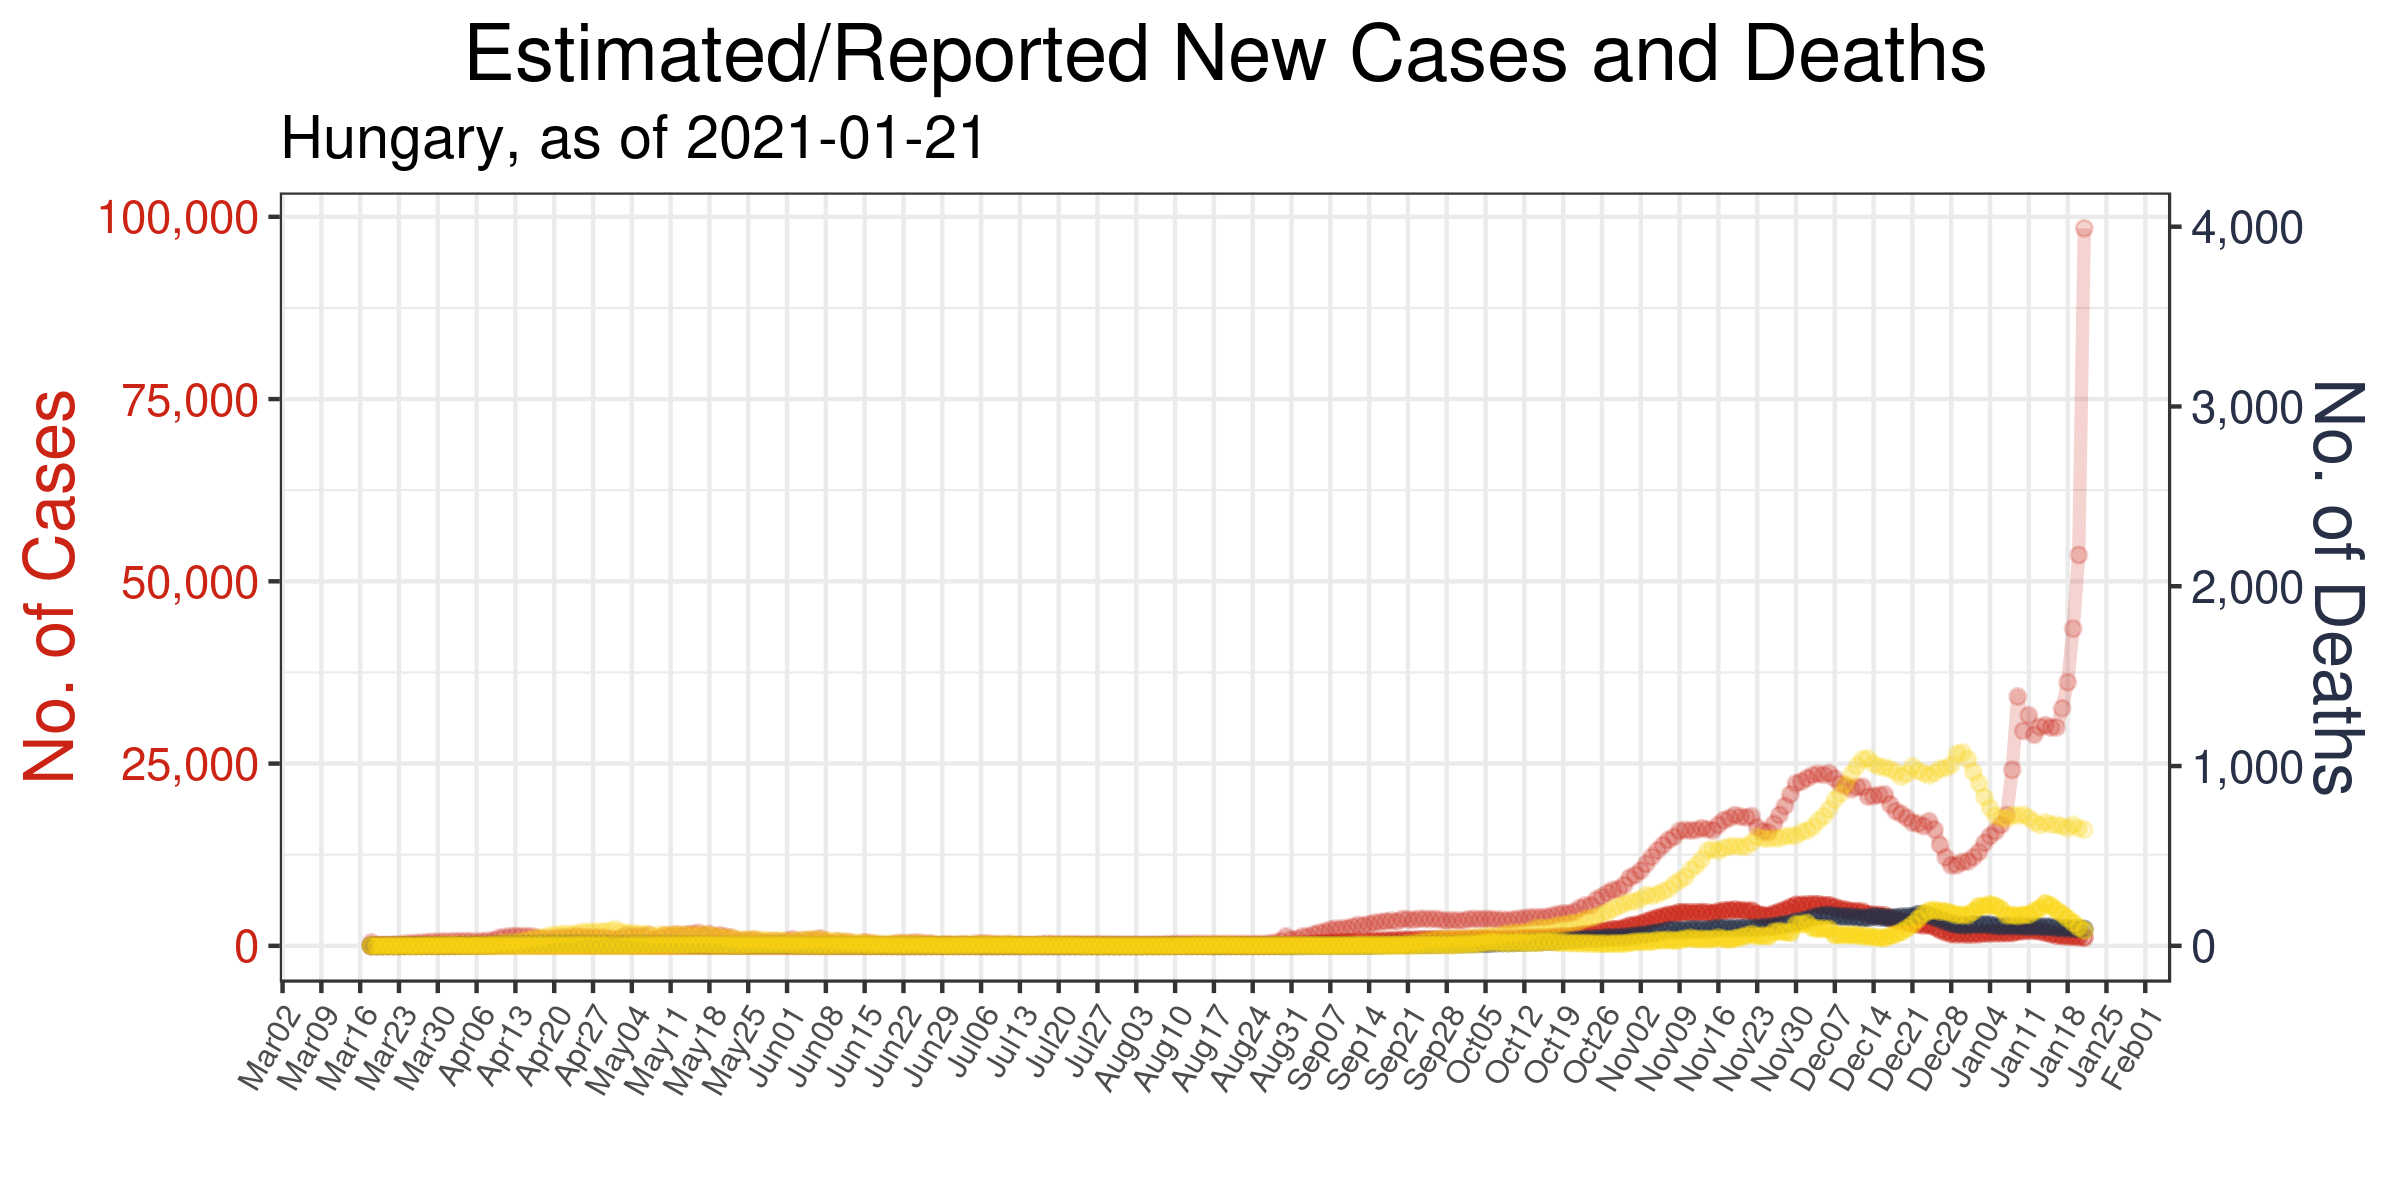 Estimated/Reported New Cases and Deaths
Hungary, as of 2021-01-21
No. of Cases
100,000
75,000
50,000
25,000
0
4,000
3,000
2,000
1,000
0
No. of Deaths
Mar02
Mar09
Mar16
Mar23
Mar30
Apr06
Apr13
Apr20
Apr27
May04
May11
May18
May25
Jun01
Jun08
Jun15
Jun22
Jun29
Jul06
Jul13
Jul20
Jul27
Aug03
Aug10
Aug17
Aug24
Aug31
Sep07
Sep14
Sep21
Sep28
Oct05
Oct12
Oct19
Oct26
Nov02
Nov09
Nov16
Nov23
Nov30
Dec07
Dec14
Dec21
Dec28
Jan04
Jan11
Jan18
Jan25
Feb01